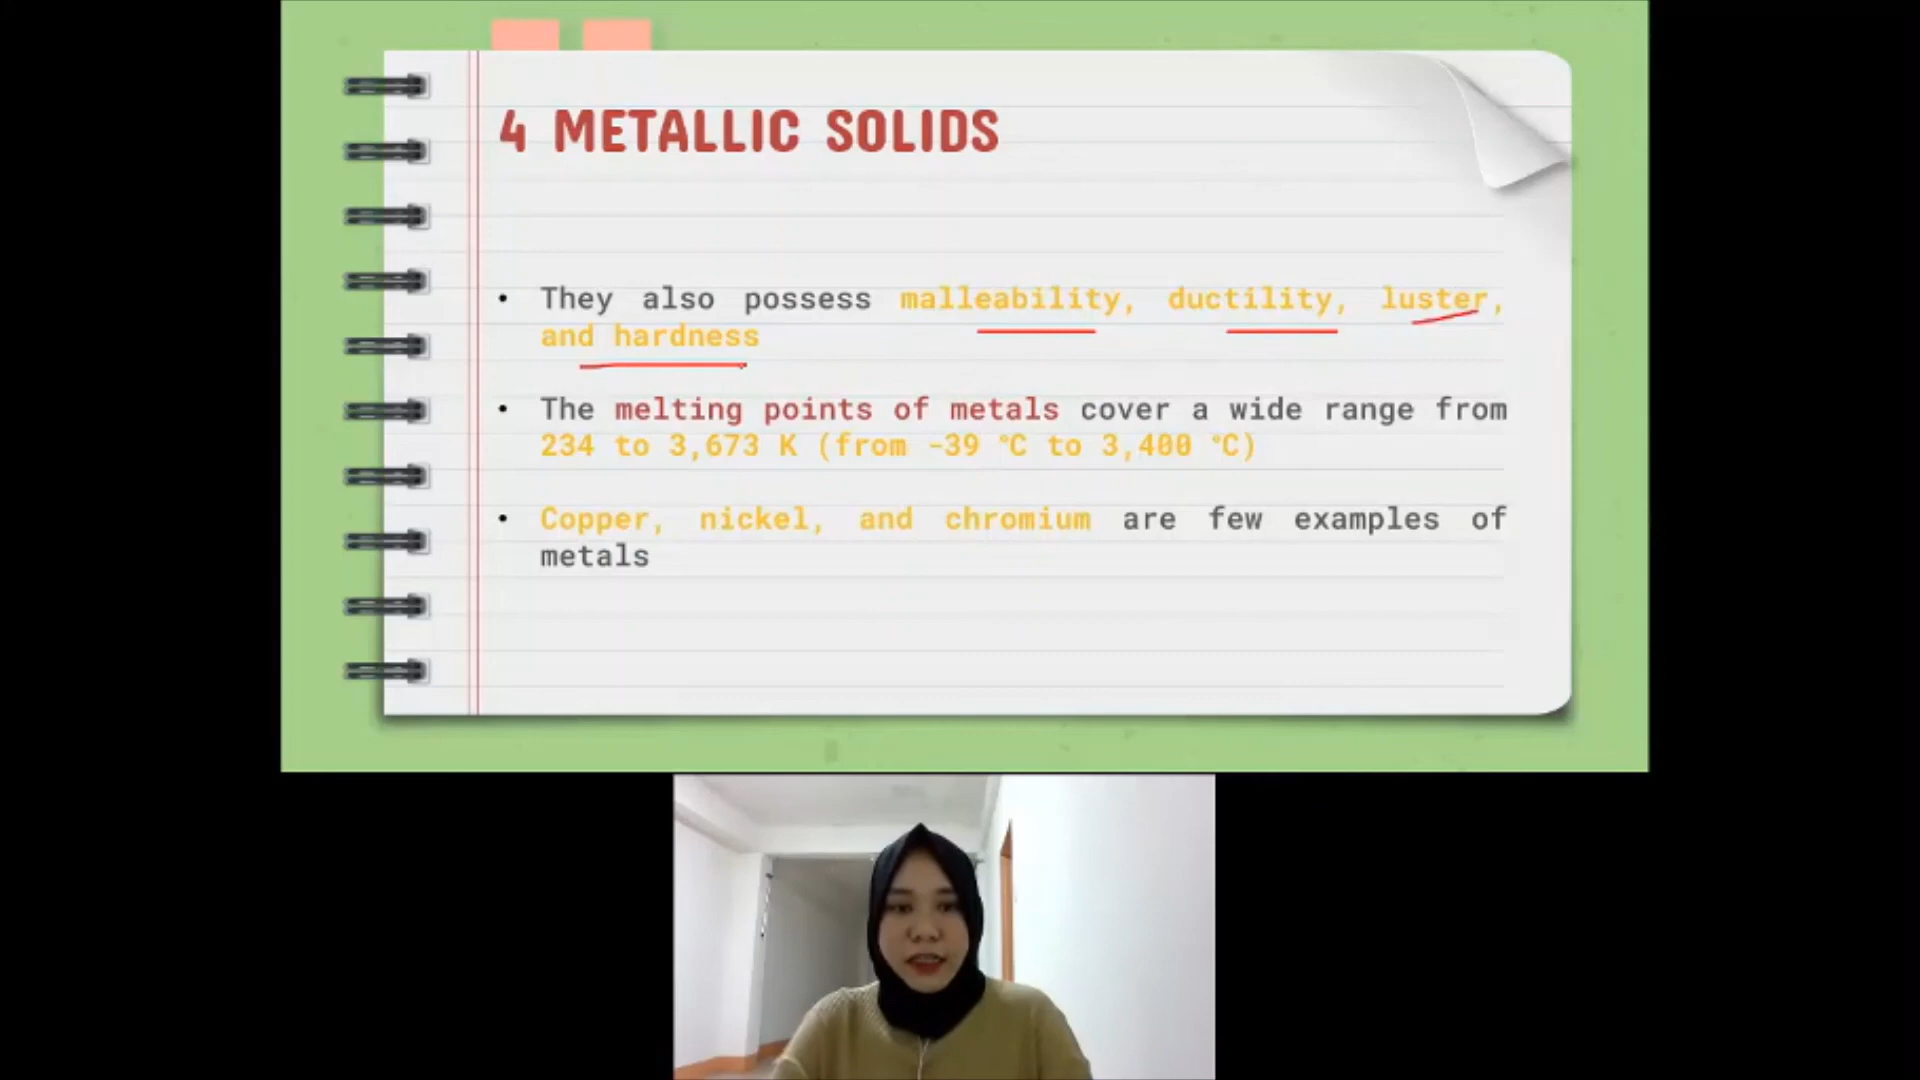 4 METALLIC SOLIDS
• They also possess malleability, ductility, luster,
and hardness
• The melting points of metals cover a wide range from
234 to 3,673 K (from -39 °C to 3,400 °C)
• Copper, nickel, and chromium are few examples of
metals